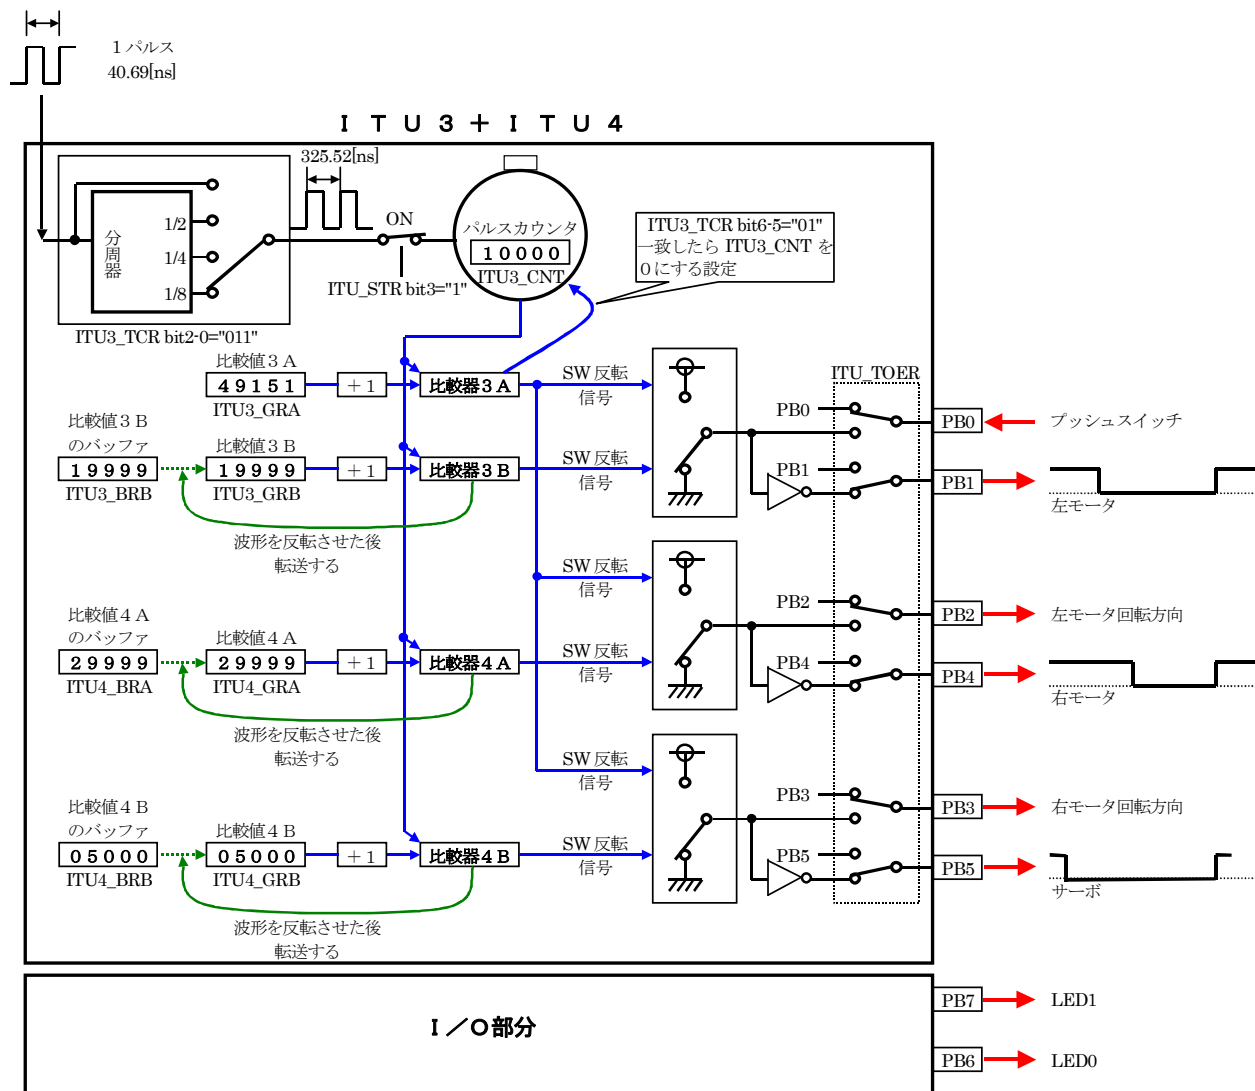 1 パルス
40.69[ns]
ＩＴＵ３＋ＩＴＵ４
325.52[ns]
分周器
1/2
1/4
1/8
ITU3_TCR bit2-0="011"
ON
ITU_STR bit3="1"
パルスカウンタ
10000
ITU3_CNT
ITU3_TCR bit6-5="01"
一致したら ITU3_CNT を
０にする設定
比較値３A
49151
ITU3_GRA
+1
比較器３A
SW 反転
信号
ITU_TOER
PB0
PB0
プッシュスイッチ
比較値３B
のバッファ
19999
ITU3_BRB
比較値３B
19999
ITU3_GRB
+1
比較器３B
SW 反転
信号
PB1
PB1
左モータ
波形を反転させた後
転送する
SW 反転
信号
PB2
PB2
左モータ回転方向
比較値４A
のバッファ
29999
ITU4_BRA
比較値４A
29999
ITU4_GRA
+1
比較器４A
SW 反転
信号
PB4
PB4
右モータ
波形を反転させた後
転送する
SW 反転
信号
PB3
PB3
右モータ回転方向
比較値４B
のバッファ
05000
ITU4_BRB
比較値４B
05000
ITU4_GRB
+1
比較器４B
SW 反転
信号
PB5
PB5
サーボ
波形を反転させた後
転送する
Ｉ／Ｏ部分
PB7
LED1
PB6
LED0